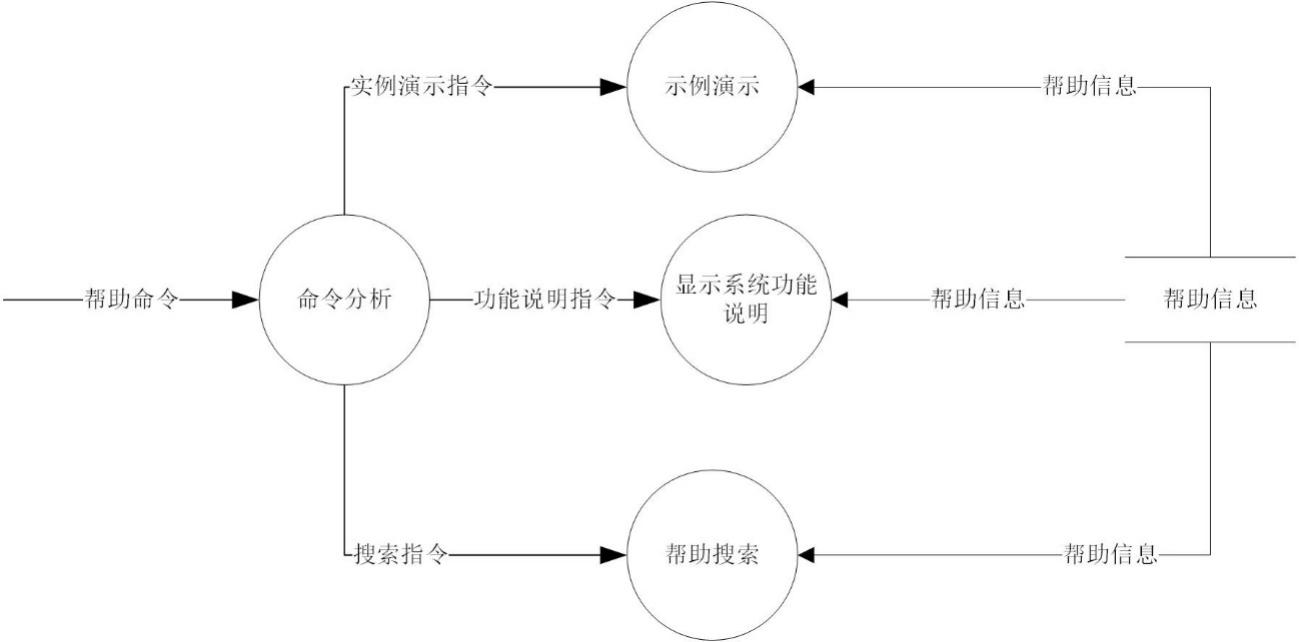 实例演示指令
示例演示
帮助信息
帮助命令
命令分析
功能说明指令
显示系统功能
说明
帮助信息
帮助信息
搜索指令
帮助搜索
帮助信息